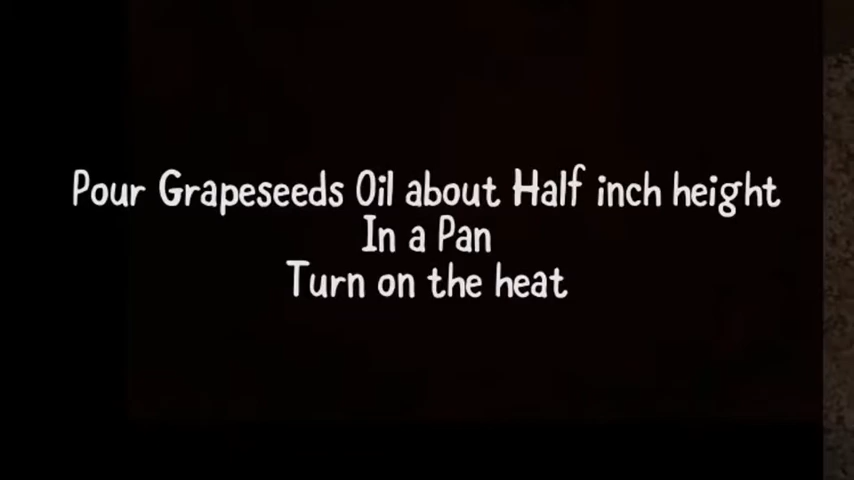 Pour Grapeseeds Oil about Half inch height
In a Pan
Turn on the heat